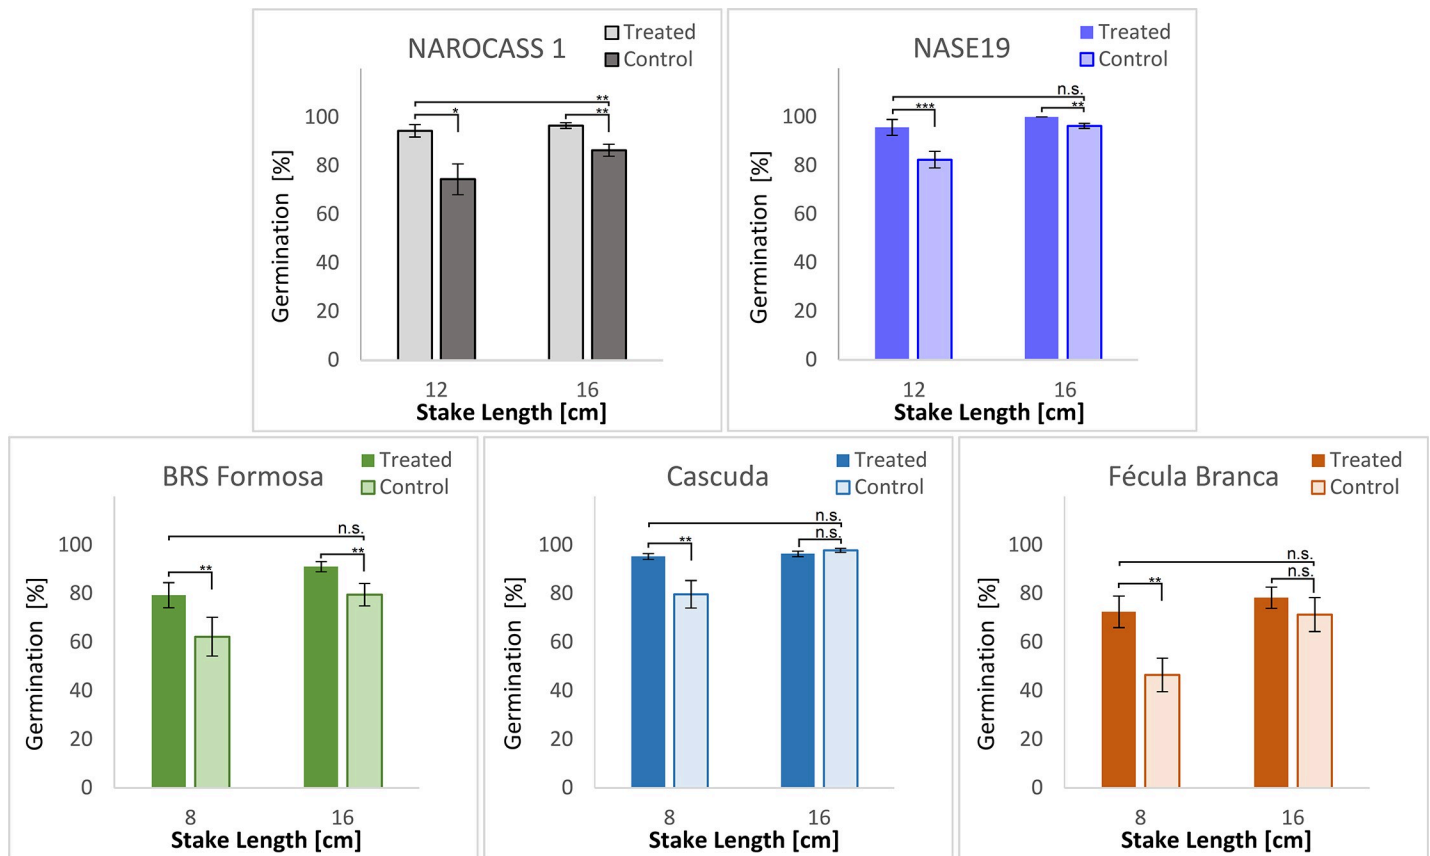 NAROCASS 1
Treated
Control
**
* **
100
80
60
40
20
0
Germination [%]
12 16
Stake Length [cm]
NASE19
Treated
Control
n.s.
*** **
100
80
60
40
20
0
Germination [%]
12 16
Stake Length [cm]
BRS Formosa
Treated
Control
n.s.
** **
100
80
60
40
20
0
Germination [%]
8 16
Stake Length [cm]
Cascuda
Treated
Control
n.s.
** n.s.
100
80
60
40
20
0
Germination [%]
8 16
Stake Length [cm]
Fécula Branca
Treated
Control
n.s.
** n.s.
100
80
60
40
20
0
Germination [%]
8 16
Stake Length [cm]